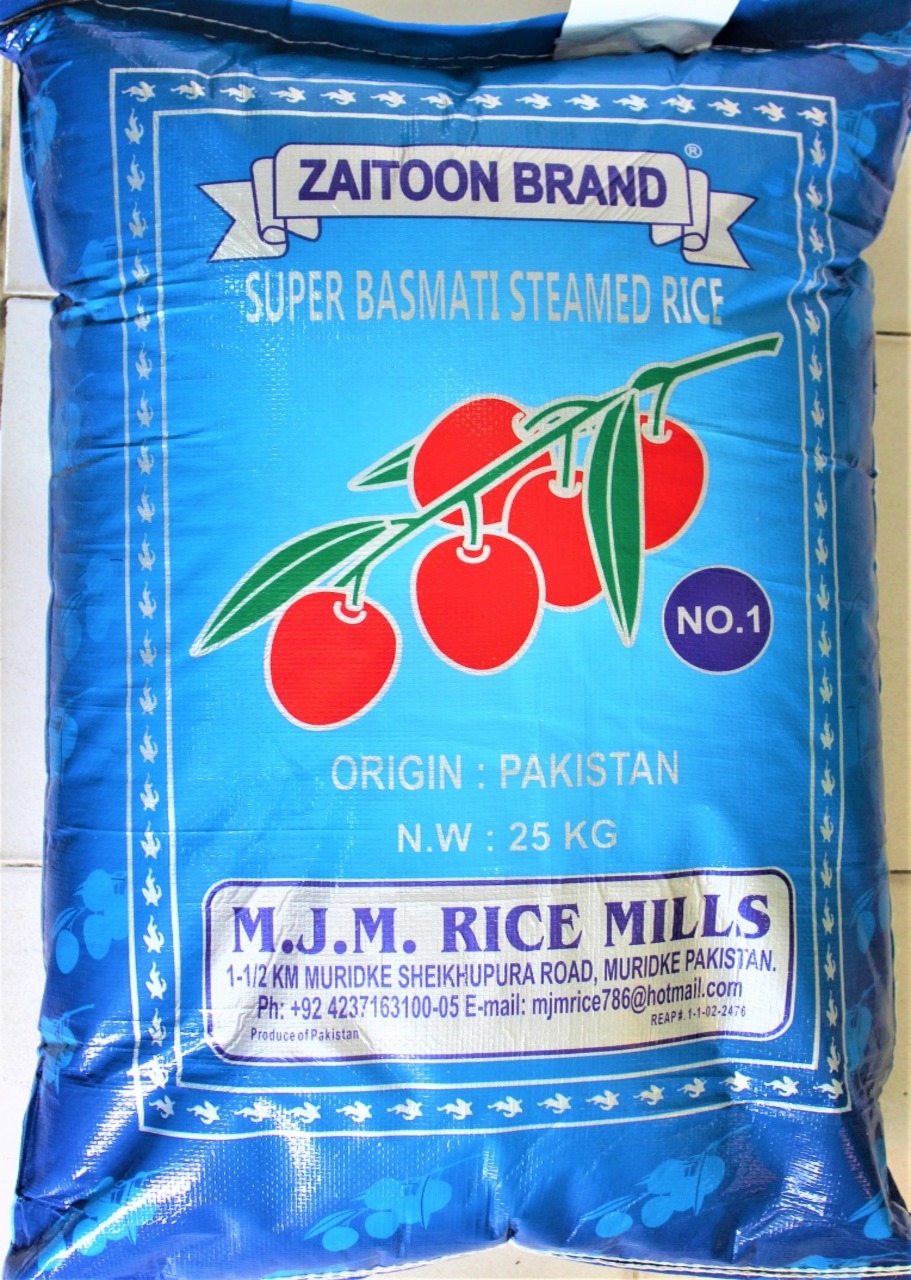 ZAITOON BRAND ®
SUPER BASMATI STEAMED RICE
NO.1
ORIGIN : PAKISTAN
N.W : 25 KG
M.J.M. RICE MILLS
1-1/2 KM MURIDKE SHEIKHUPURA ROAD, MURIDKE PAKISTAN.
Ph: +92 4237163100-05 E-mail: mjmrice786@hotmail.com
REAP#. 1-1-02-2476
Produce of Pakistan